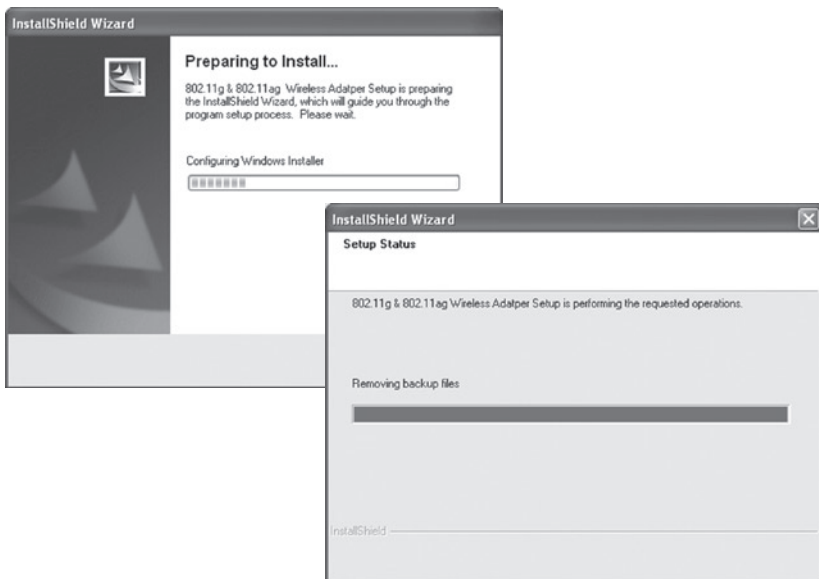 InstallShield Wizard
Preparing to Install...
802.11g & 802.11ag Wireless Adatper Setup is preparing
the InstallShield Wizard, which will guide you through the
program setup process. Please wait.
Configuring Windows Installer
InstallShield Wizard
Setup Status
802.11g & 802.11ag Wireless Adatper Setup is performing the requested operations.
Removing backup files
InstallShield